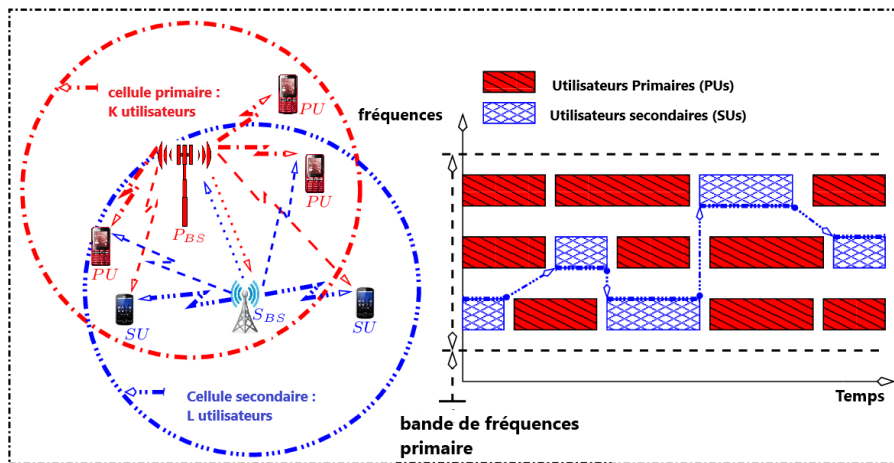 cellule primaire :
K utilisateurs
PU
PU
PU
P_BS
SU
S_BS
SU
Cellule secondaire :
L utilisateurs
fréquences
Utilisateurs Primaires (PUs)
Utilisateurs secondaires (SUs)
Temps
bande de fréquences
primaire